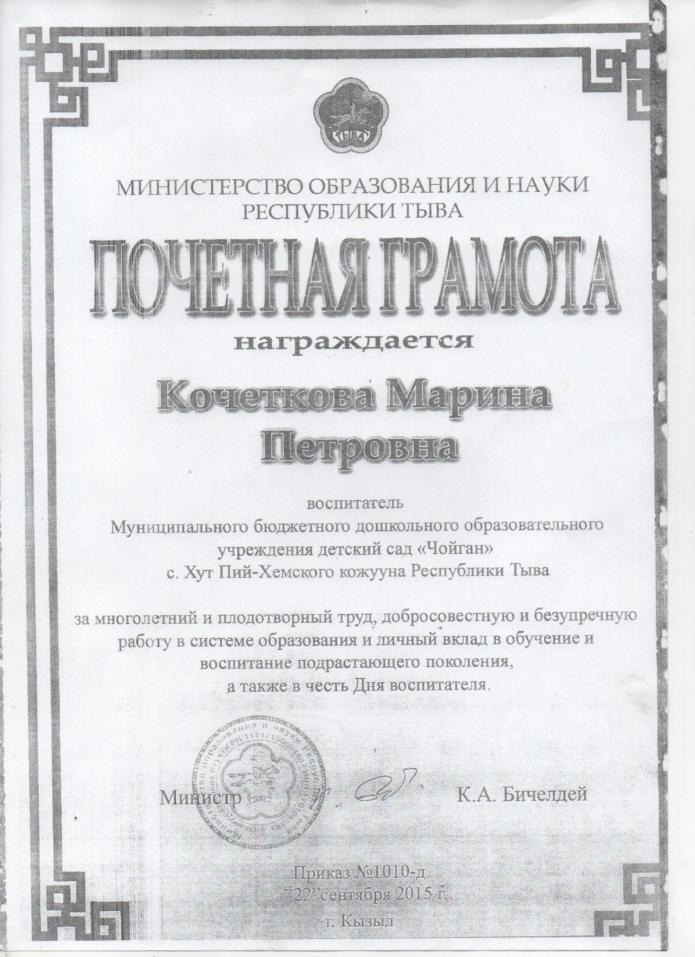 ТЫВА
МИНИСТЕРСТВО ОБРАЗОВАНИЯ И НАУКИ
РЕСПУБЛИКИ ТЫВА
ПОЧЕТНАЯ ГРАМОТА
награждается
Кочеткова Марина
Петровна
воспитатель
Муниципального бюджетного дошкольного образовательного
учреждения детский сад «Чойган»
с. Хут Пий-Хемского кожууна Республики Тыва
за многолетний и плодотворный труд, добросовестную и безупречную
работу в системе образования и личный вклад в обучение и
воспитание подрастающего поколения,
а также в честь Дня воспитателя.
Министр К.А. Бичелдей
Приказ №1010-д
“22”сентября 2015 г.
г. Кызыл